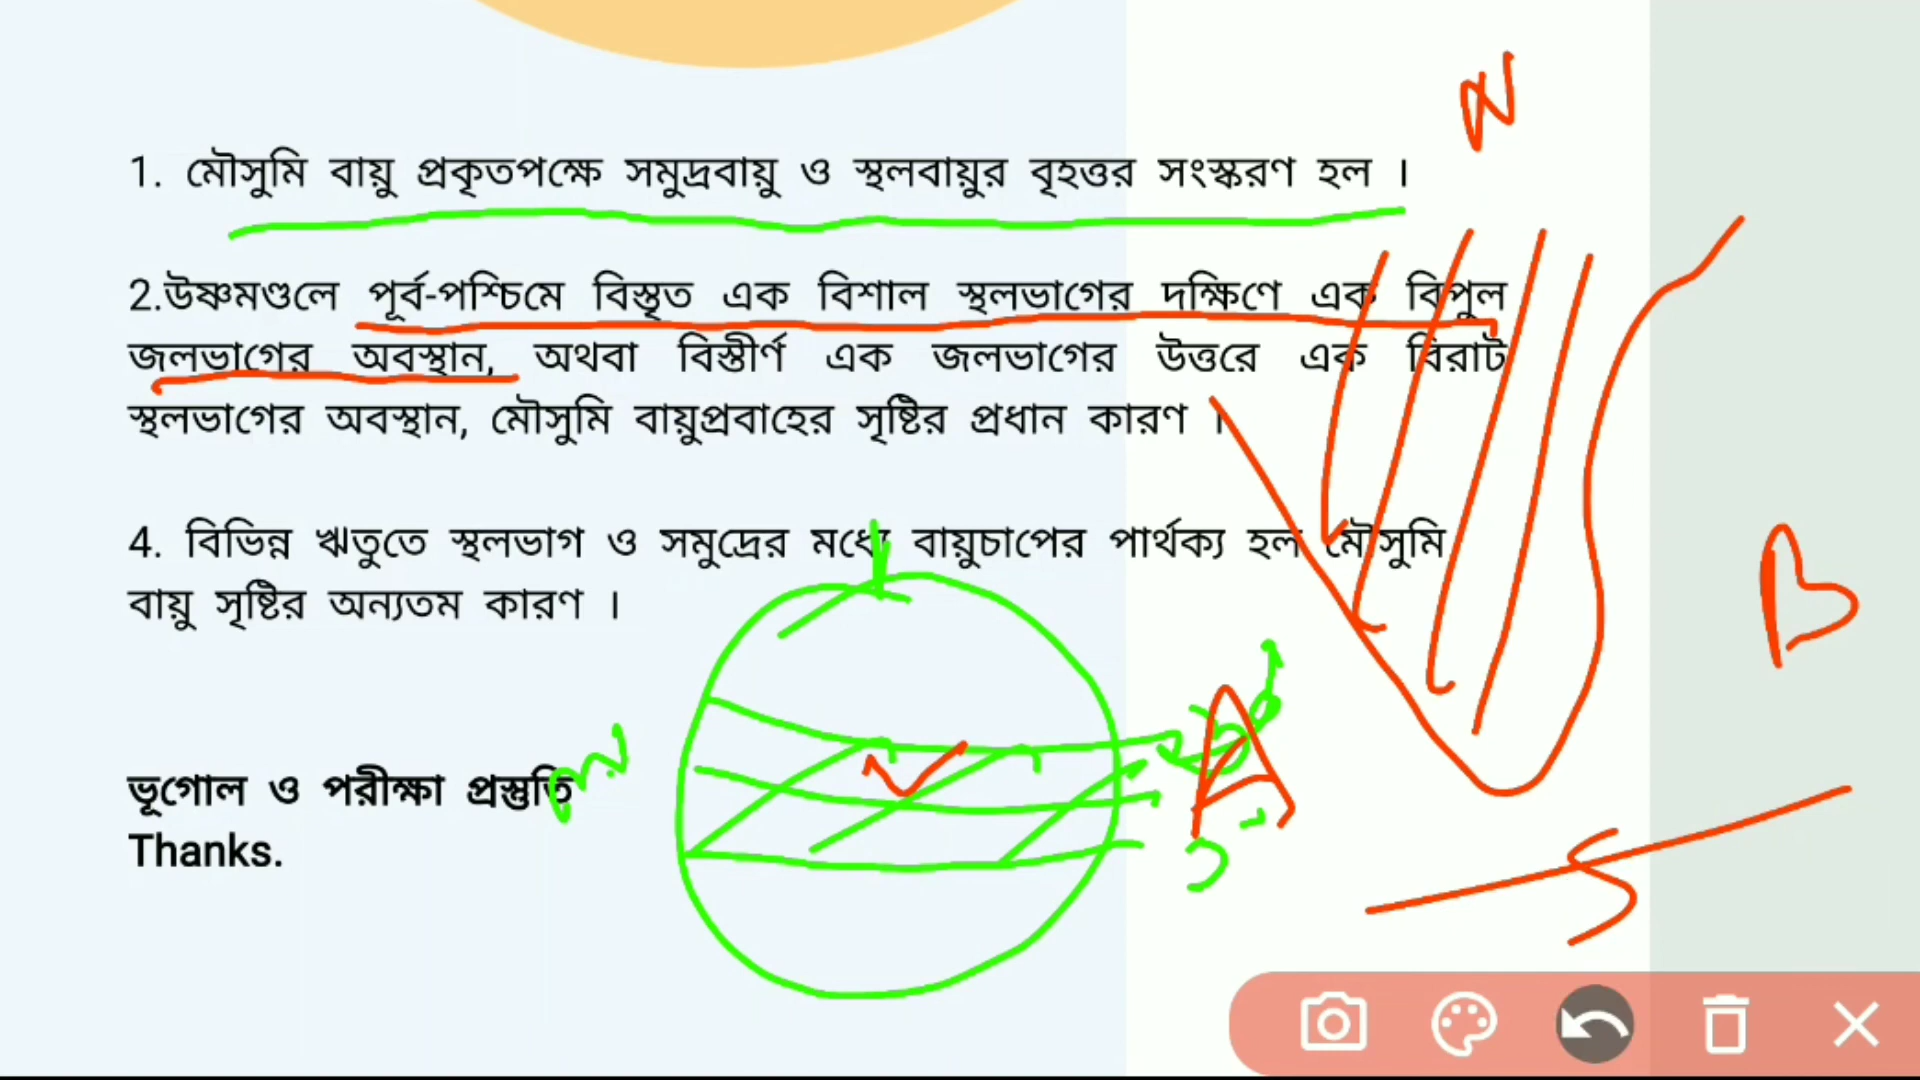 1. মৌসুমি বায়ু প্রকৃতপক্ষে সমুদ্রবায়ু ও স্থলবায়ুর বৃহত্তর সংস্করণ হল ।
2.উষ্ণমণ্ডলে পূর্ব-পশ্চিমে বিস্তৃত এক বিশাল স্থলভাগের দক্ষিণে এক বিপুল
জলভাগের অবস্থান, অথবা বিস্তীর্ণ এক জলভাগের উত্তরে এক বিরাট
স্থলভাগের অবস্থান, মৌসুমি বায়ুপ্রবাহের সৃষ্টির প্রধান কারণ ।
4. বিভিন্ন ঋতুতে স্থলভাগ ও সমুদ্রের মধ্যে বায়ুচাপের পার্থক্য হল মৌসুমি
বায়ু সৃষ্টির অন্যতম কারণ ।
ভূগোল ও পরীক্ষা প্রস্তুতি
Thanks.
N
A
B